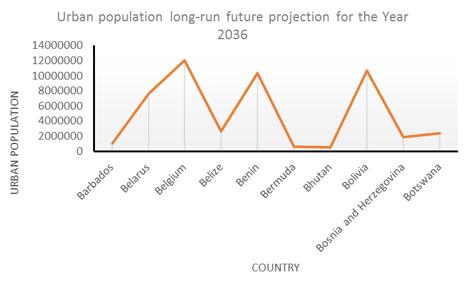 Urban population long-run future projection for the Year
2036
14000000
12000000
10000000
8000000
6000000
4000000
2000000
0
URBAN POPULATION
Barbados
Belarus
Belgium
Belize
Benin
Bermuda
Bhutan
Bolivia
Bosnia and Herzegovina
Botswana
COUNTRY